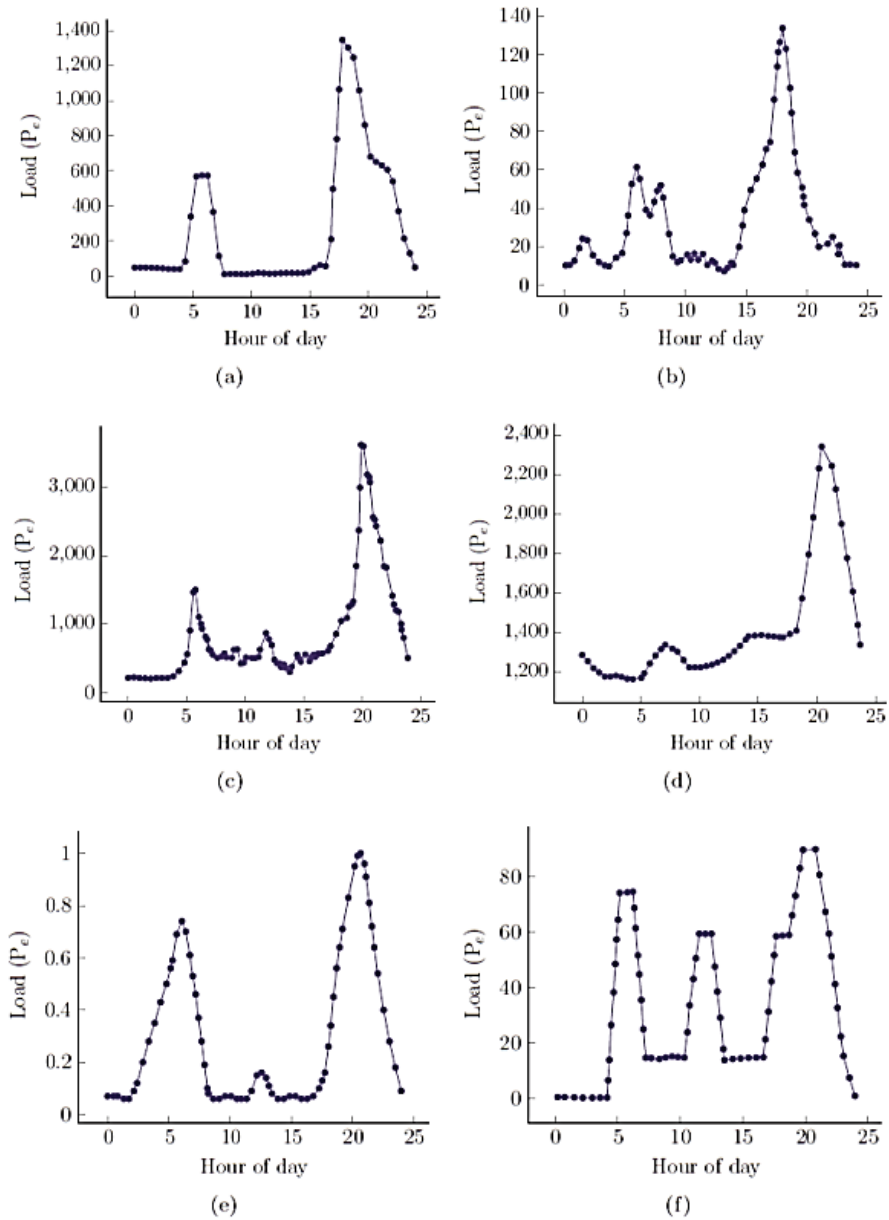 1,400
1,200
1,000
800
600
400
200
0
Load (Pe)
0 5 10 15 20 25
Hour of day
(a)
140
120
100
80
60
40
20
0
Load (Pe)
0 5 10 15 20 25
Hour of day
(b)
3,000
2,000
1,000
0
Load (Pe)
0 5 10 15 20 25
Hour of day
(c)
2,400
2,200
2,000
1,800
1,600
1,400
1,200
Load (Pe)
0 5 10 15 20 25
Hour of day
(d)
1
0.8
0.6
0.4
0.2
0
Load (Pe)
0 5 10 15 20 25
Hour of day
(e)
80
60
40
20
0
Load (Pe)
0 5 10 15 20 25
Hour of day
(f)